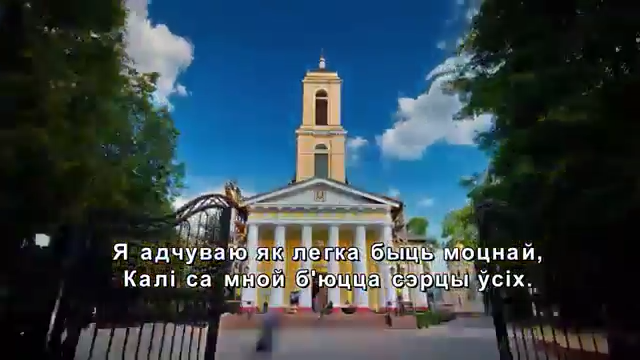 Я адчуваю як легка быць моцнай,
Калі са мной б'юцца сэрцы ўсіх.